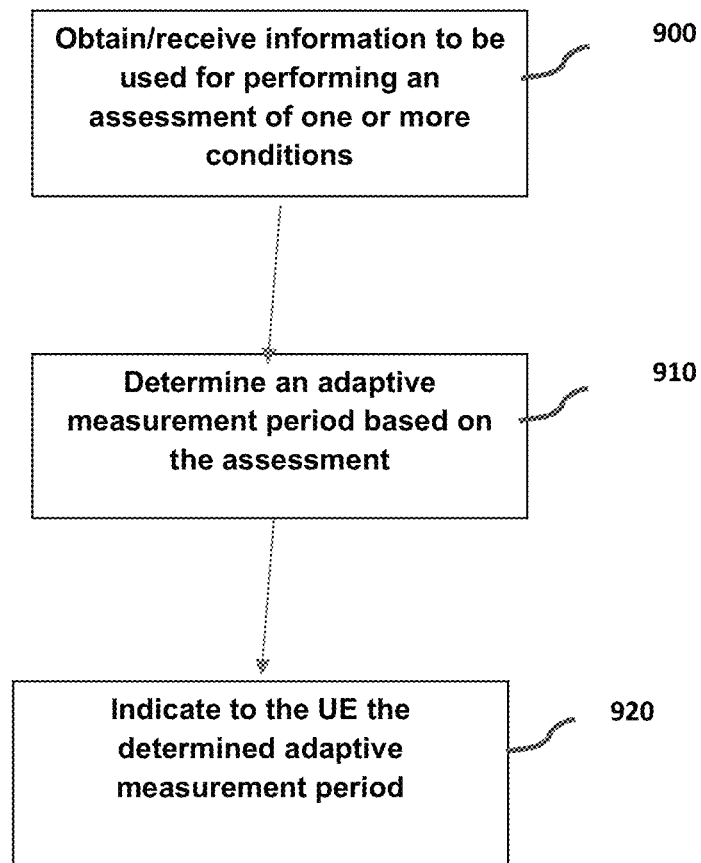 Obtain/receive information to be
used for performing an
assessment of one or more
conditions
900
Determine an adaptive
measurement period based on
the assessment
910
Indicate to the UE the
determined adaptive
measurement period
920